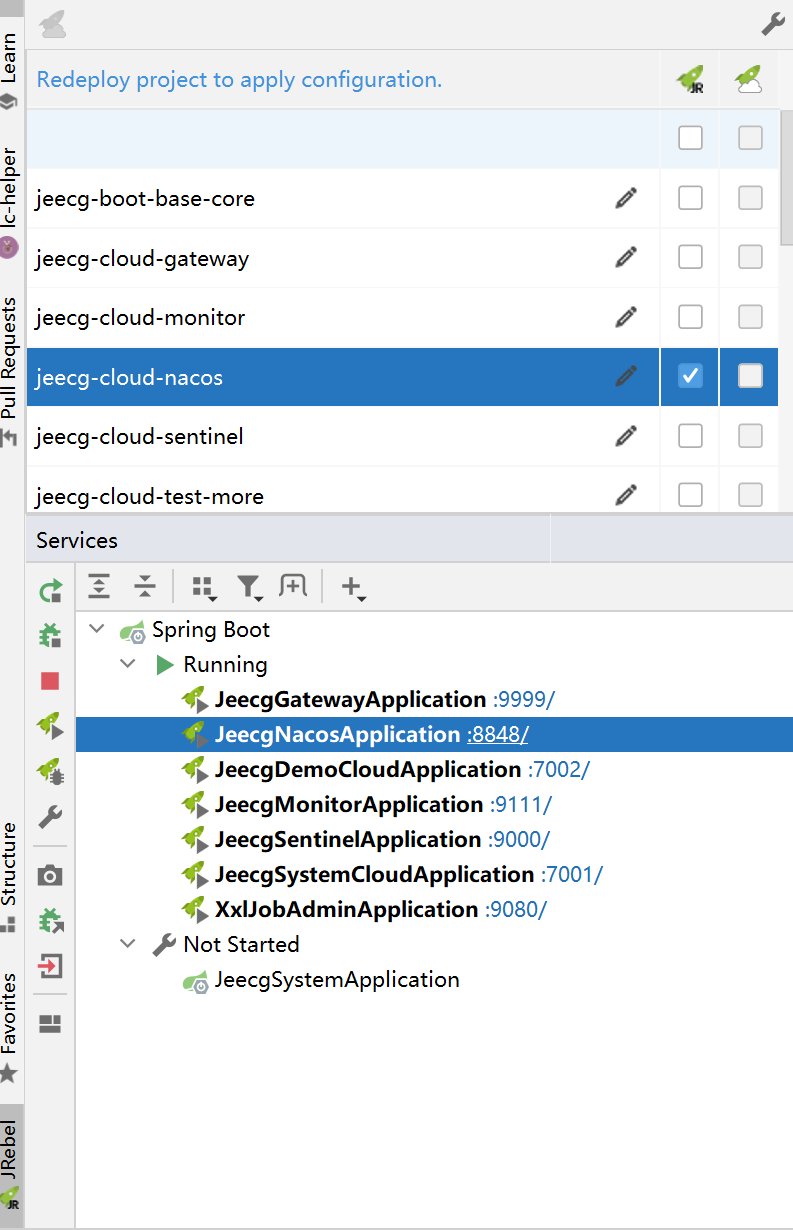 Redeploy project to apply configuration.
JR
jeecg-boot-base-core
jeecg-cloud-gateway
jeecg-cloud-monitor
jeecg-cloud-nacos
jeecg-cloud-sentinel
jeecg-cloud-test-more
Services
Spring Boot
Running
JeecgGatewayApplication :9999/
JeecgNacosApplication :8848/
JeecgDemoCloudApplication :7002/
JeecgMonitorApplication :9111/
JeecgSentinelApplication :9000/
JeecgSystemCloudApplication :7001/
XxlJobAdminApplication :9080/
Not Started
JeecgSystemApplication
Learn
lc-helper
Pull Requests
Structure
Favorites
JRebel
JR